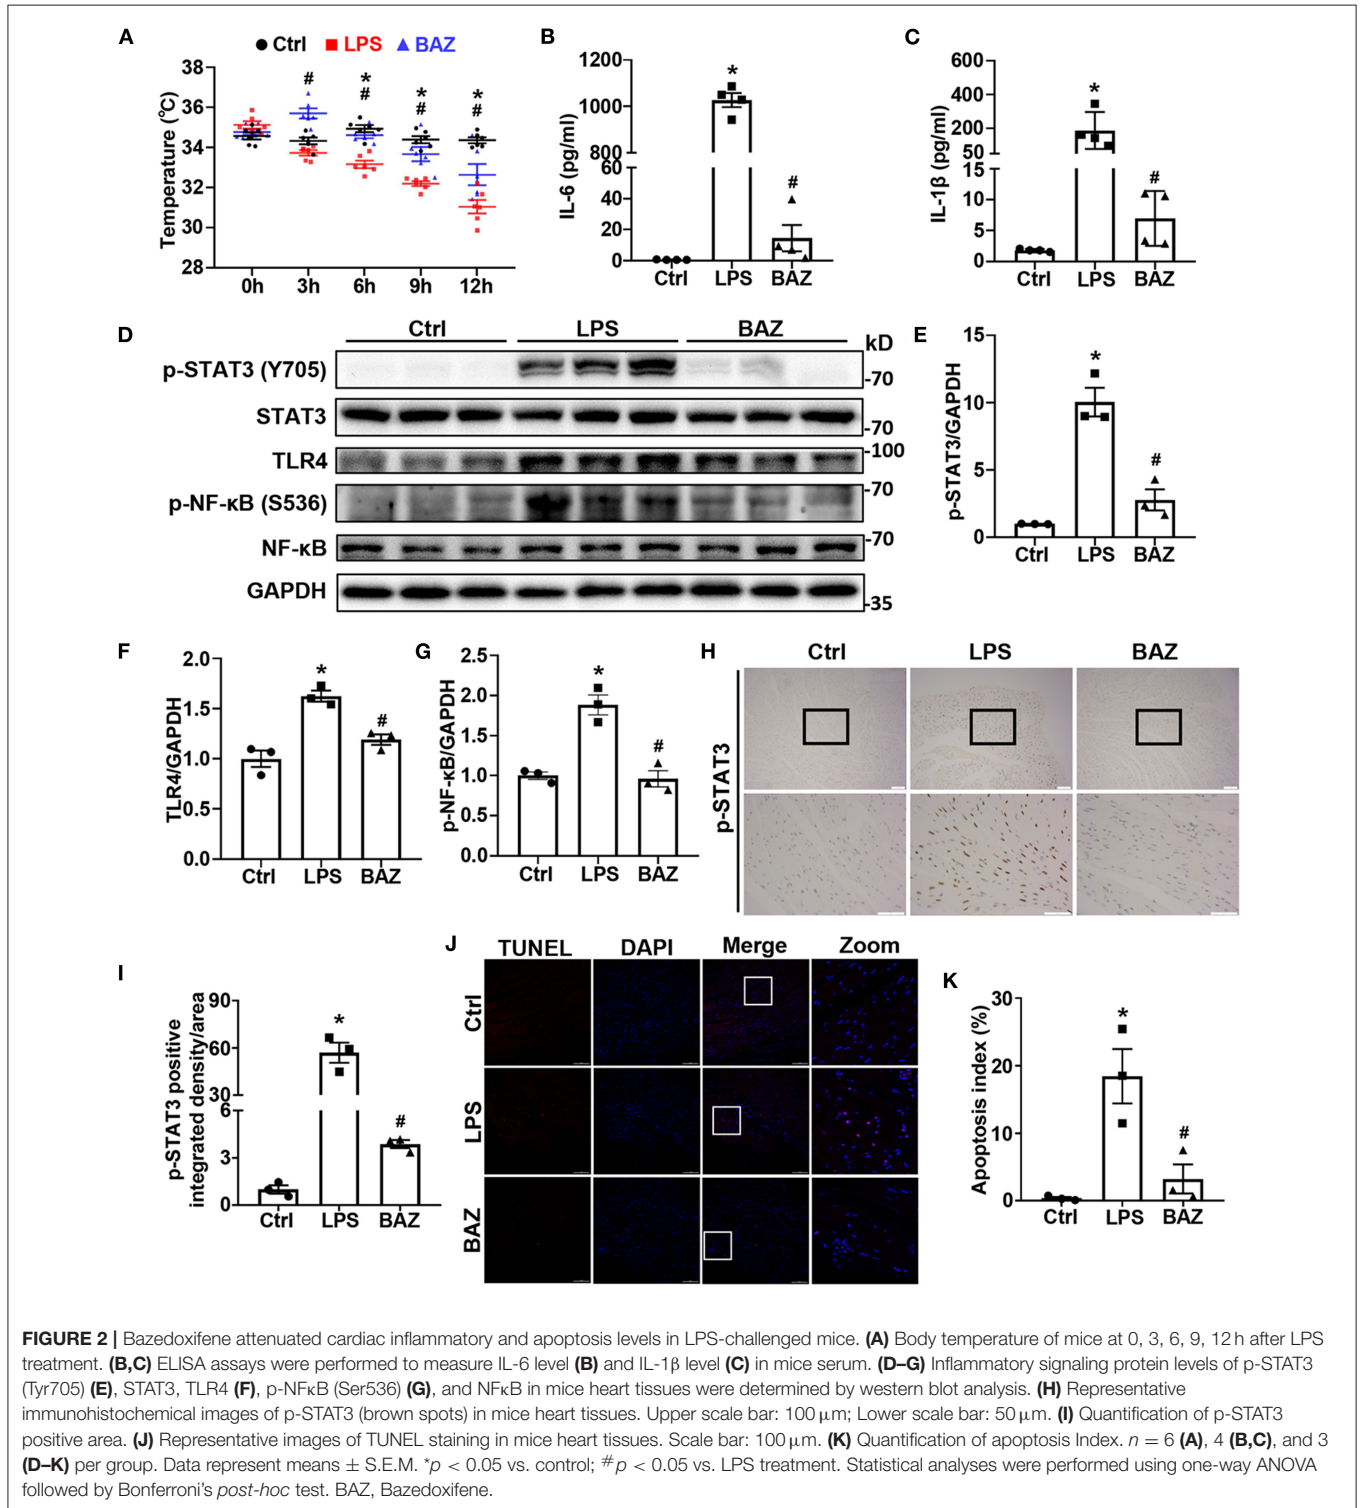 A
Ctrl LPS BAZ
Temperature (℃)
38
36
34
32
30
28
# * # * # * #
0h 3h 6h 9h 12h
B
IL-6 (pg/ml)
1200
1000
800
60
40
20
0
*
#
Ctrl LPS BAZ
C
IL-1β (pg/ml)
600
400
200
50
15
10
5
0
*
#
Ctrl LPS BAZ
D
Ctrl LPS BAZ
kD
p-STAT3 (Y705)
-70
STAT3
-70
TLR4
-100
p-NF-κB (S536)
-70
NF-κB
-70
GAPDH
-35
E
p-STAT3/GAPDH
15
10
5
0
*
#
Ctrl LPS BAZ
F
TLR4/GAPDH
2.0
1.5
1.0
0.5
0.0
*
#
Ctrl LPS BAZ
G
p-NF-κB/GAPDH
2.5
2.0
1.5
1.0
0.5
0.0
*
#
Ctrl LPS BAZ
H
Ctrl LPS BAZ
p-STAT3
I
p-STAT3 positive
integrated density/area
90
60
30
6
3
0
*
#
Ctrl LPS BAZ
J
TUNEL DAPI Merge Zoom
Ctrl
LPS
BAZ
K
Apoptosis index (%)
30
20
10
0
*
#
Ctrl LPS BAZ
FIGURE 2 | Bazedoxifene attenuated cardiac inflammatory and apoptosis levels in LPS-challenged mice. (A) Body temperature of mice at 0, 3, 6, 9, 12 h after LPS
treatment. (B,C) ELISA assays were performed to measure IL-6 level (B) and IL-1β level (C) in mice serum. (D–G) Inflammatory signaling protein levels of p-STAT3
(Tyr705) (E), STAT3, TLR4 (F), p-NFκB (Ser536) (G), and NFκB in mice heart tissues were determined by western blot analysis. (H) Representative
immunohistochemical images of p-STAT3 (brown spots) in mice heart tissues. Upper scale bar: 100 μm; Lower scale bar: 50 μm. (I) Quantification of p-STAT3
positive area. (J) Representative images of TUNEL staining in mice heart tissues. Scale bar: 100 μm. (K) Quantification of apoptosis Index. n = 6 (A), 4 (B,C), and 3
(D–K) per group. Data represent means ± S.E.M. *p < 0.05 vs. control; #p < 0.05 vs. LPS treatment. Statistical analyses were performed using one-way ANOVA
followed by Bonferroni's post-hoc test. BAZ, Bazedoxifene.